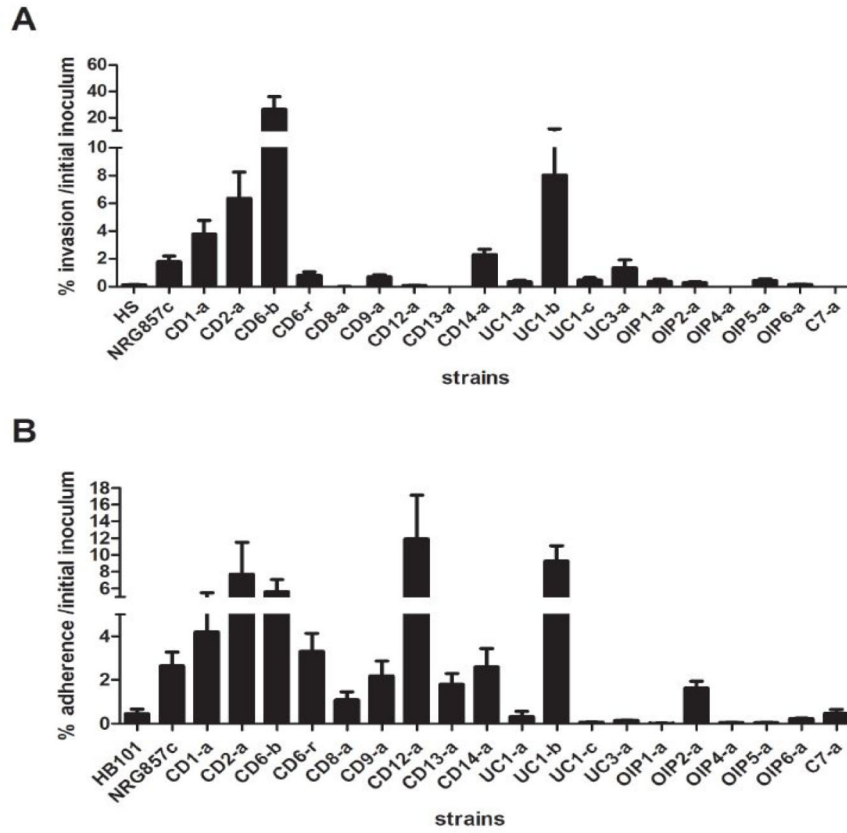 A
% invasion /initial inoculum
60
40
20
10
8
6
4
2
0
HS
NRG857c
CD1-a
CD2-a
CD6-b
CD6-r
CD8-a
CD9-a
CD12-a
CD13-a
CD14-a
UC1-a
UC1-b
UC1-c
UC3-a
OIP1-a
OIP2-a
OIP4-a
OIP5-a
OIP6-a
C7-a
strains
B
% adherence /initial inoculum
18
16
14
12
10
8
6
4
2
0
HB101
NRG857c
CD1-a
CD2-a
CD6-b
CD6-r
CD8-a
CD9-a
CD12-a
CD13-a
CD14-a
UC1-a
UC1-b
UC1-c
UC3-a
OIP1-a
OIP2-a
OIP4-a
OIP5-a
OIP6-a
C7-a
strains